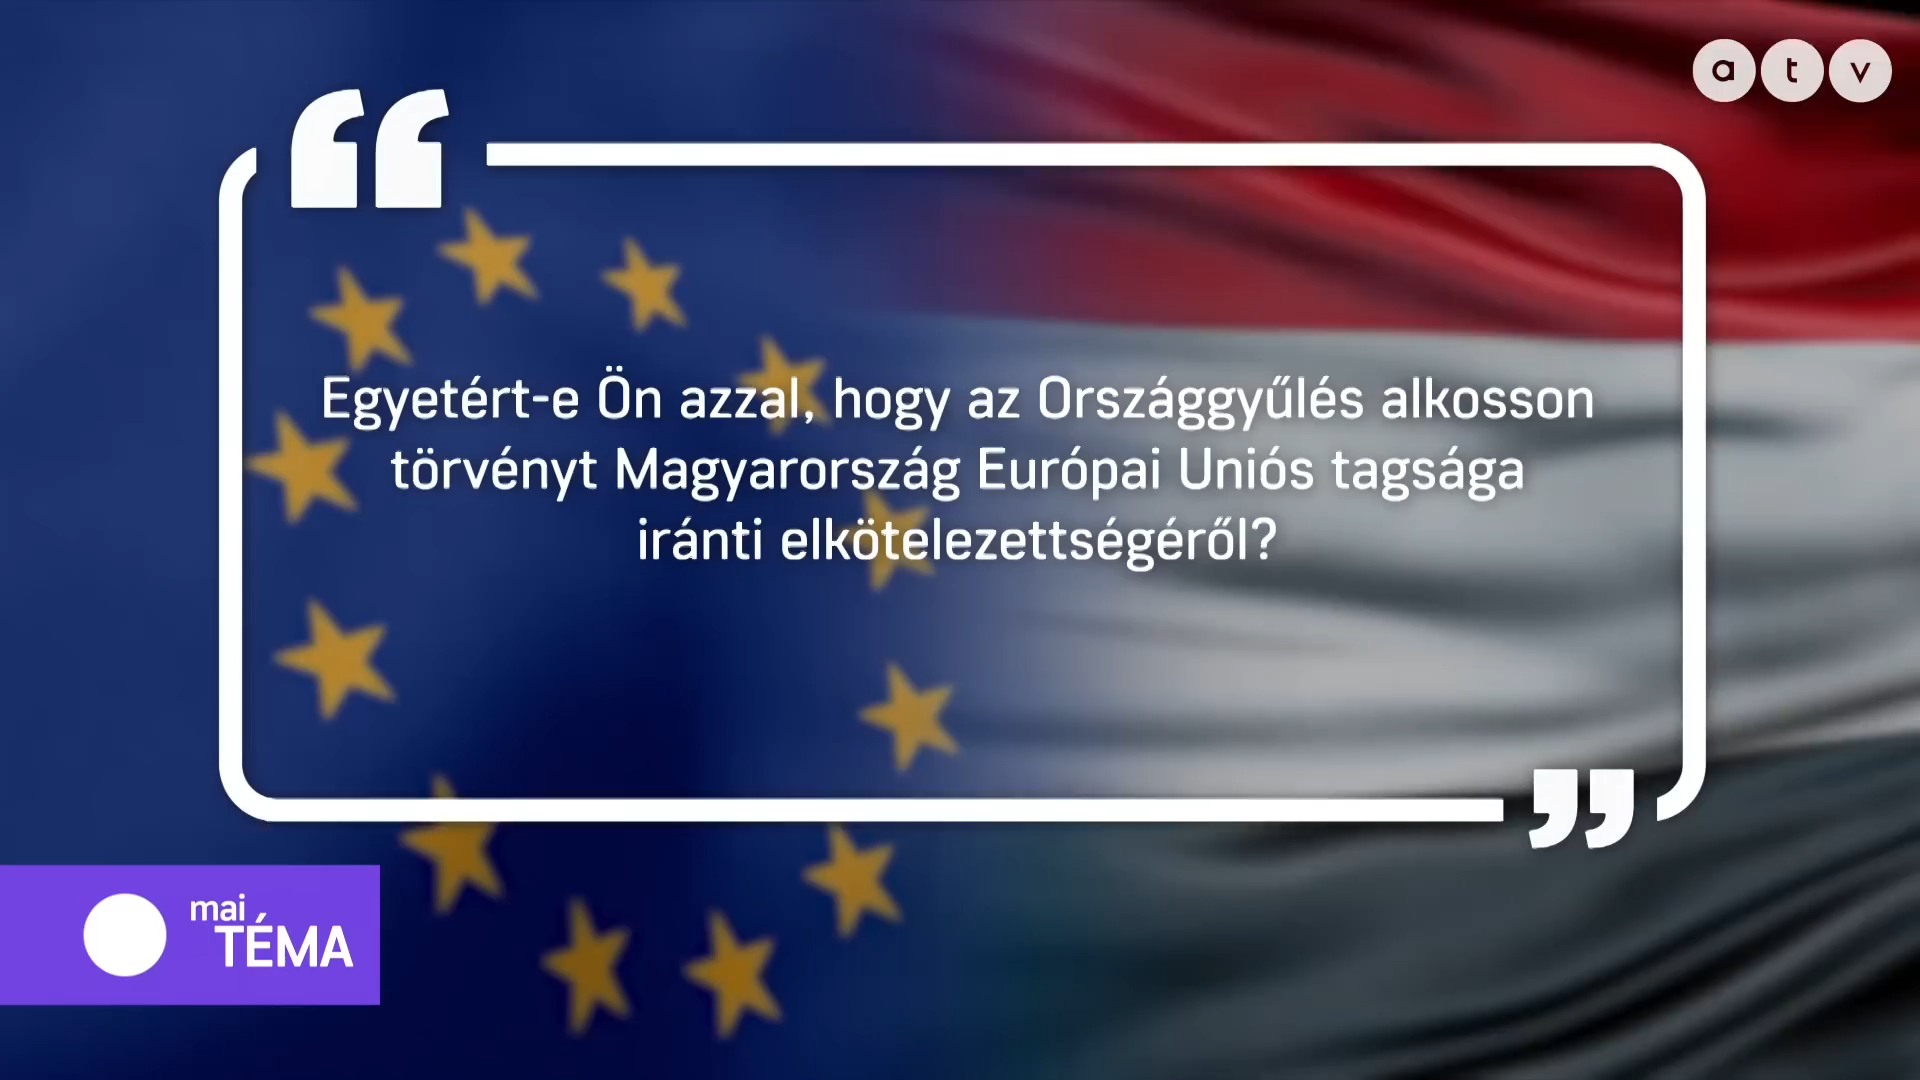 a t v
Egyetért-e Ön azzal, hogy az Országgyűlés alkosson
törvényt Magyarország Európai Uniós tagsága
iránti elkötelezettségéről?
mai
TÉMA